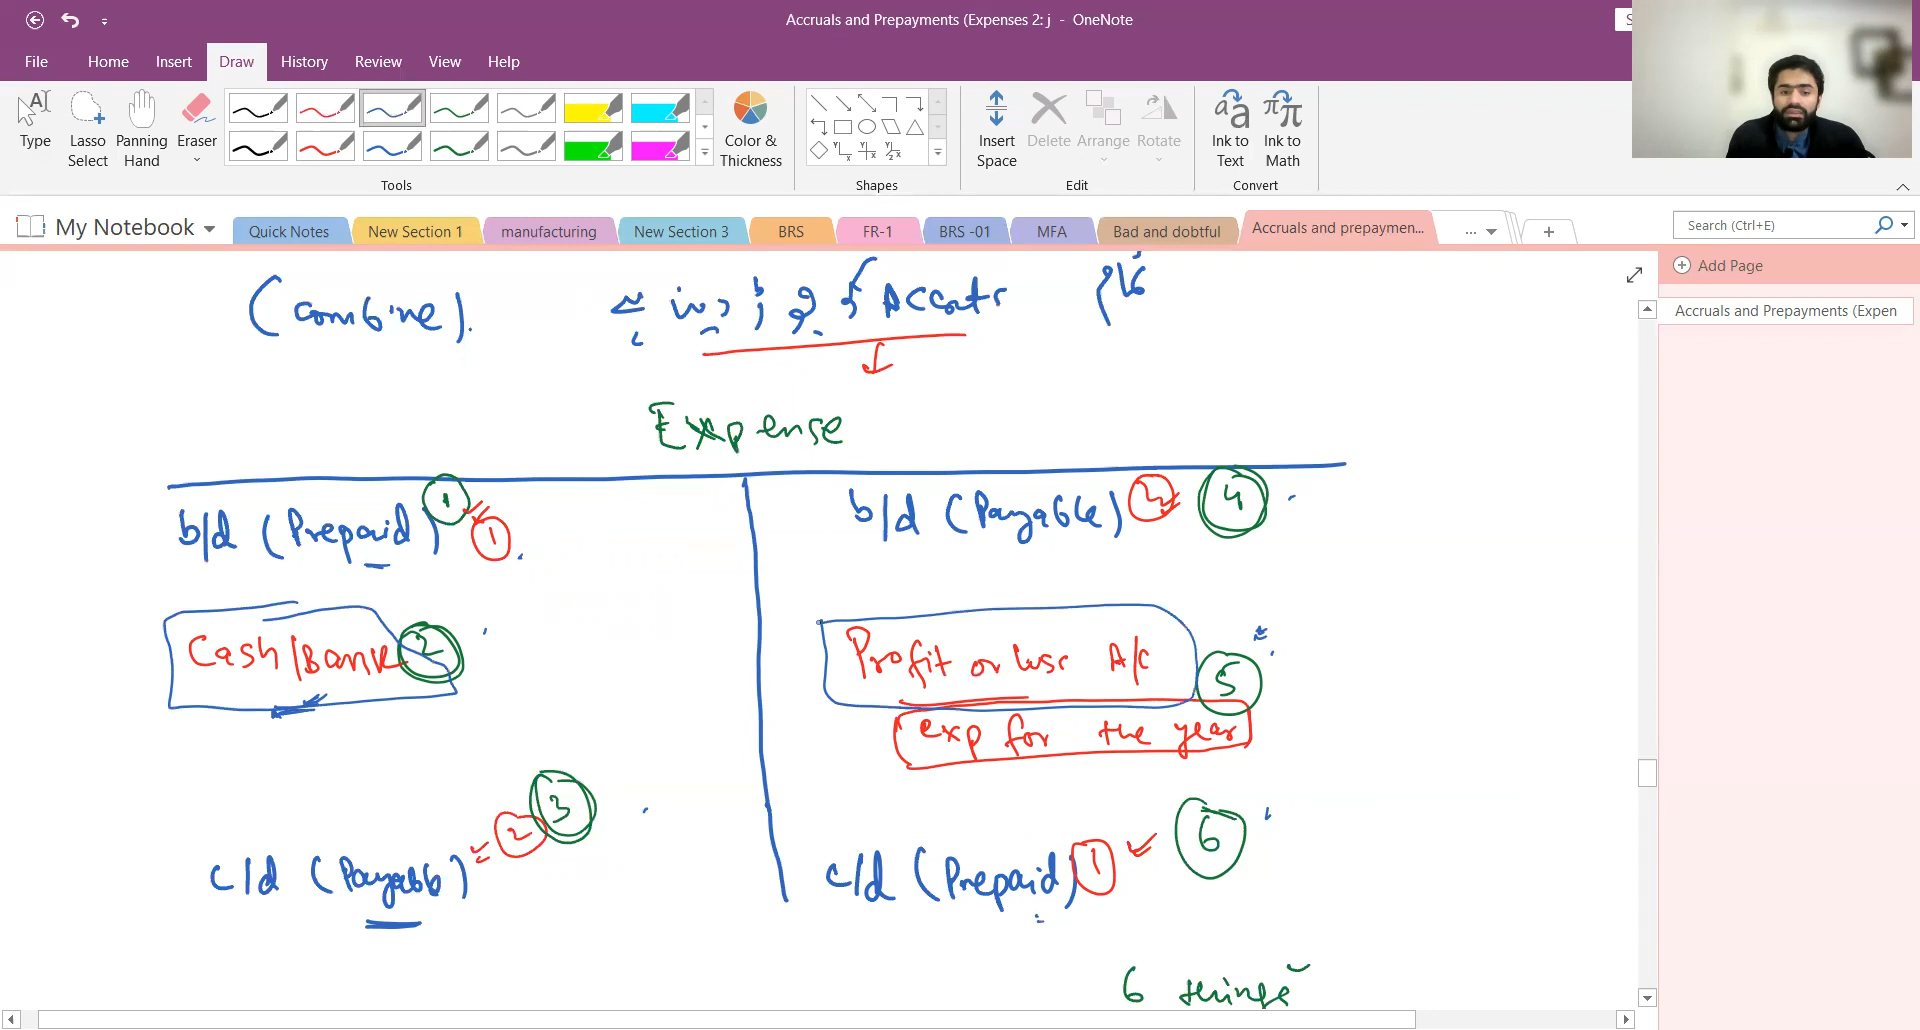 Accruals and Prepayments (Expenses 2: j - OneNote
File Home Insert Draw History Review View Help
Type
Lasso Select
Panning Hand
Eraser
Color & Thickness
Insert Space
Delete
Arrange
Rotate
Ink to Text
Ink to Math
Tools
Shapes
Edit
Convert
My Notebook
Quick Notes
New Section 1
manufacturing
New Section 3
BRS
FR-1
BRS -01
MFA
Bad and doubtful
Accruals and prepaymen...
...
Search (Ctrl+E)
Add Page
Accruals and Prepayments (Expen
(Combine).
Expense
b/d (Prepaid) 1 1
b/d (Payable) 4
Cash/Bank 2
Profit or loss A/C 5
exp for the year
c/d (Payable) 2 3
c/d (Prepaid) 1 6
6 things